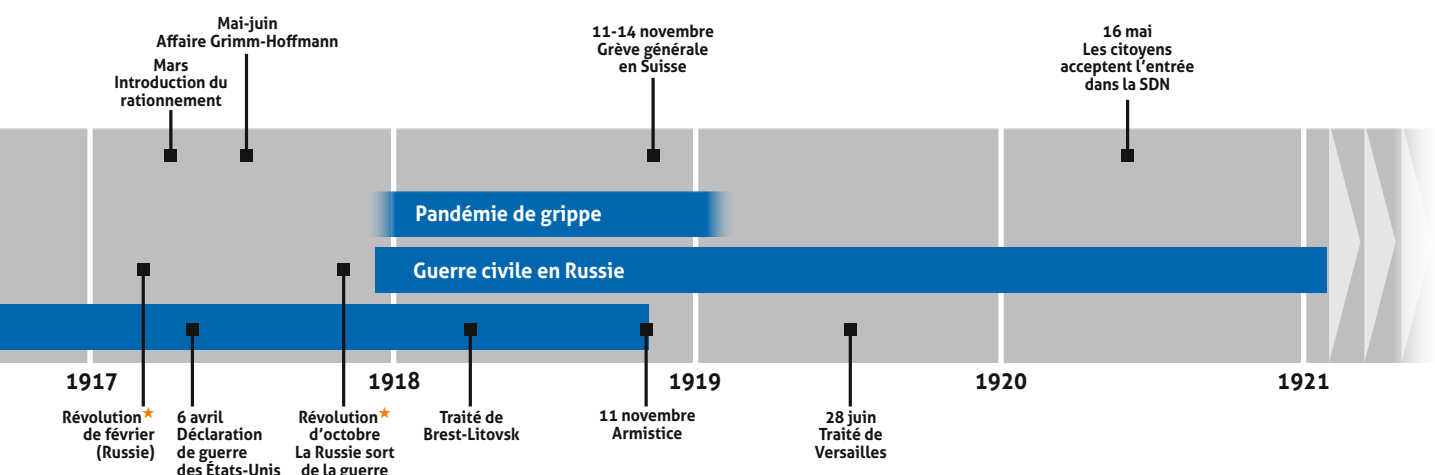 Mai-juin
Affaire Grimm-Hoffmann
Mars
Introduction du
rationnement
11-14 novembre
Grève générale
en Suisse
16 mai
Les citoyens
acceptent l’entrée
dans la SDN
Pandémie de grippe
Guerre civile en Russie
1917
1918
1919
1920
1921
Révolution★
de février
(Russie)
6 avril
Déclaration
de guerre
des États-Unis
Révolution★
d’octobre
La Russie sort
de la guerre
Traité de
Brest-Litovsk
11 novembre
Armistice
28 juin
Traité de
Versailles